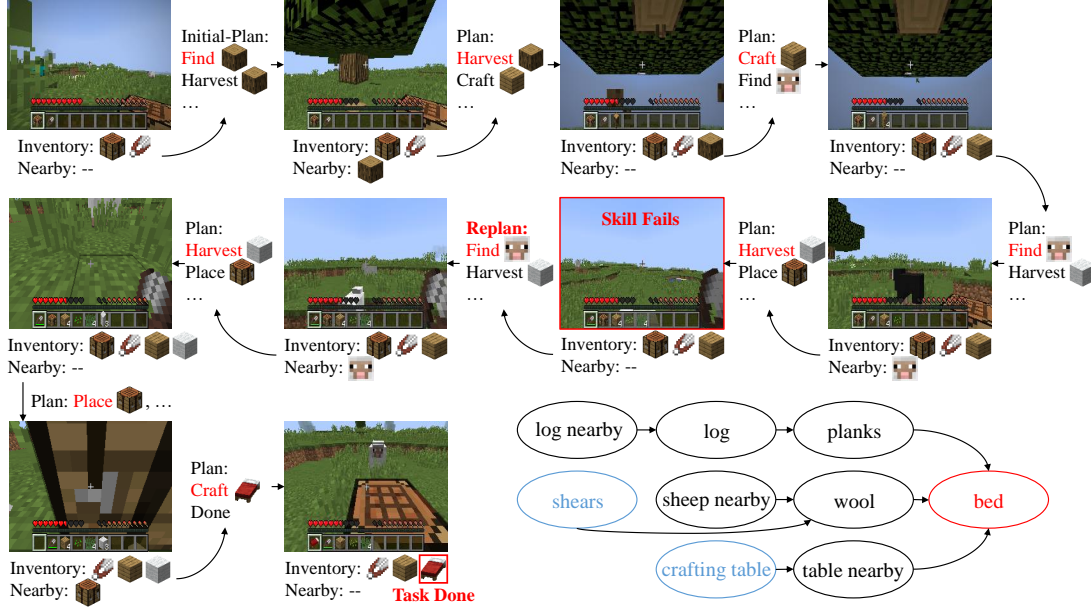 Initial-Plan:
Find
Harvest
…
Inventory:
Nearby: --
Plan:
Harvest
Craft
…
Inventory:
Nearby:
Plan:
Craft
Find
…
Inventory:
Nearby: --
Inventory:
Nearby: --
Plan:
Find
Harvest
…
Inventory:
Nearby:
Plan:
Harvest
Place
…
Skill Fails
Inventory:
Nearby: --
Replan:
Find
Harvest
…
Inventory:
Nearby:
Plan:
Harvest
Place
…
Inventory:
Nearby: --
Plan: Place , …
Inventory:
Nearby:
Plan:
Craft
Done
Inventory:
Nearby: --
Task Done
log nearby
log
planks
shears
sheep nearby
wool
bed
crafting table
table nearby